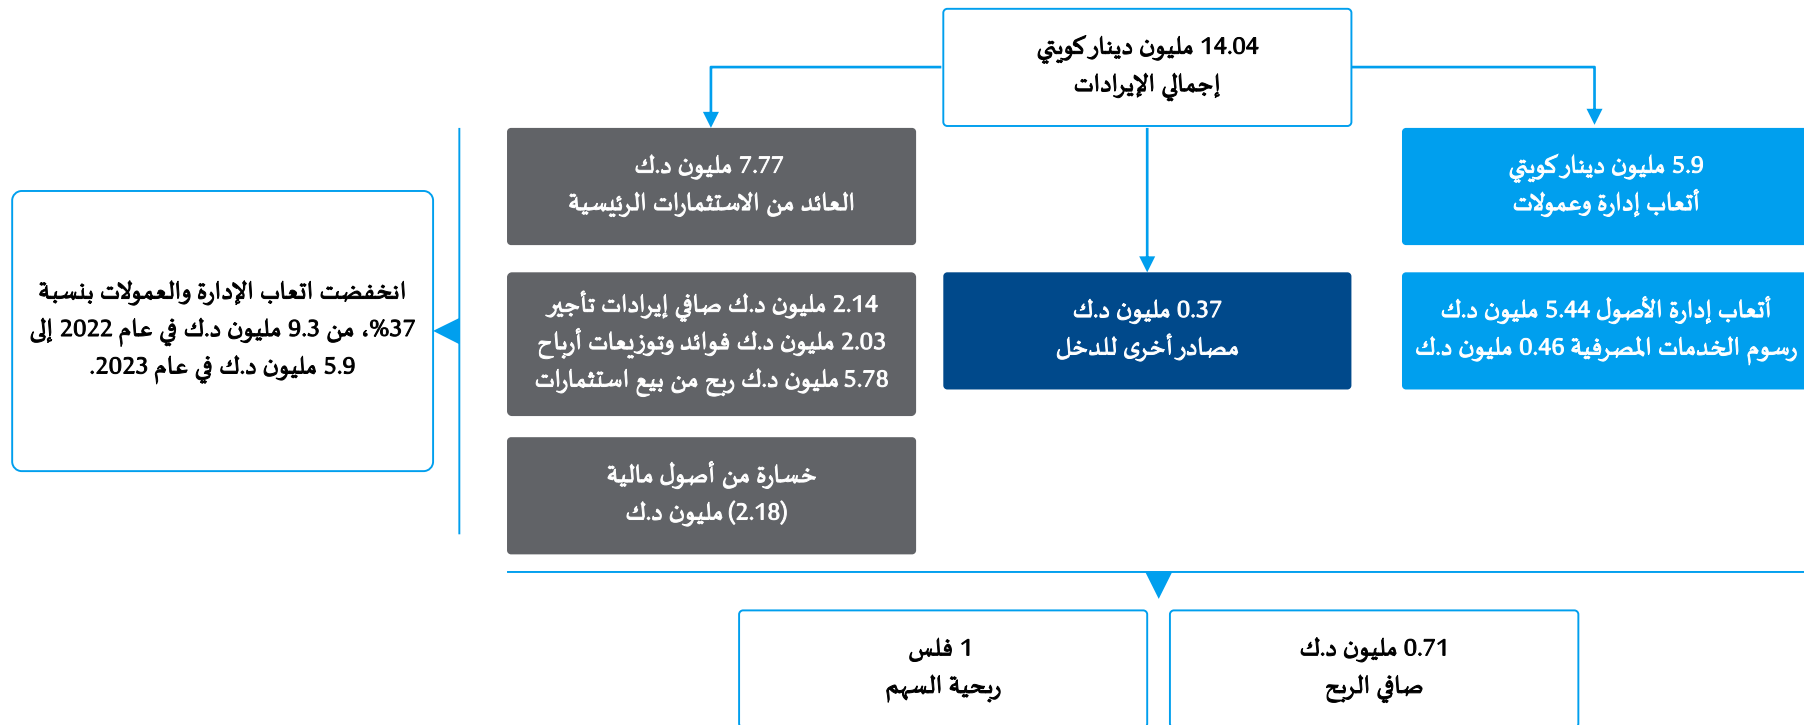 14.04 مليون دينار كويتي
إجمالي الإيرادات
5.9 مليون دينار كويتي
أتعاب إدارة وعمولات
أتعاب إدارة الأصول 5.44 مليون د.ك
رسوم الخدمات المصرفية 0.46 مليون د.ك
0.37 مليون د.ك
مصادر أخرى للدخل
7.77 مليون د.ك
العائد من الاستثمارات الرئيسية
2.14 مليون د.ك صافي إيرادات تأجير
2.03 مليون د.ك فوائد وتوزيعات أرباح
5.78 مليون د.ك ربح من بيع استثمارات
خسارة من أصول مالية
(2.18) مليون د.ك
انخفضت اتعاب الإدارة والعمولات بنسبة
37%، من 9.3 مليون د.ك في عام 2022 إلى
5.9 مليون د.ك في عام 2023.
0.71 مليون د.ك
صافي الربح
1 فلس
ربحية السهم